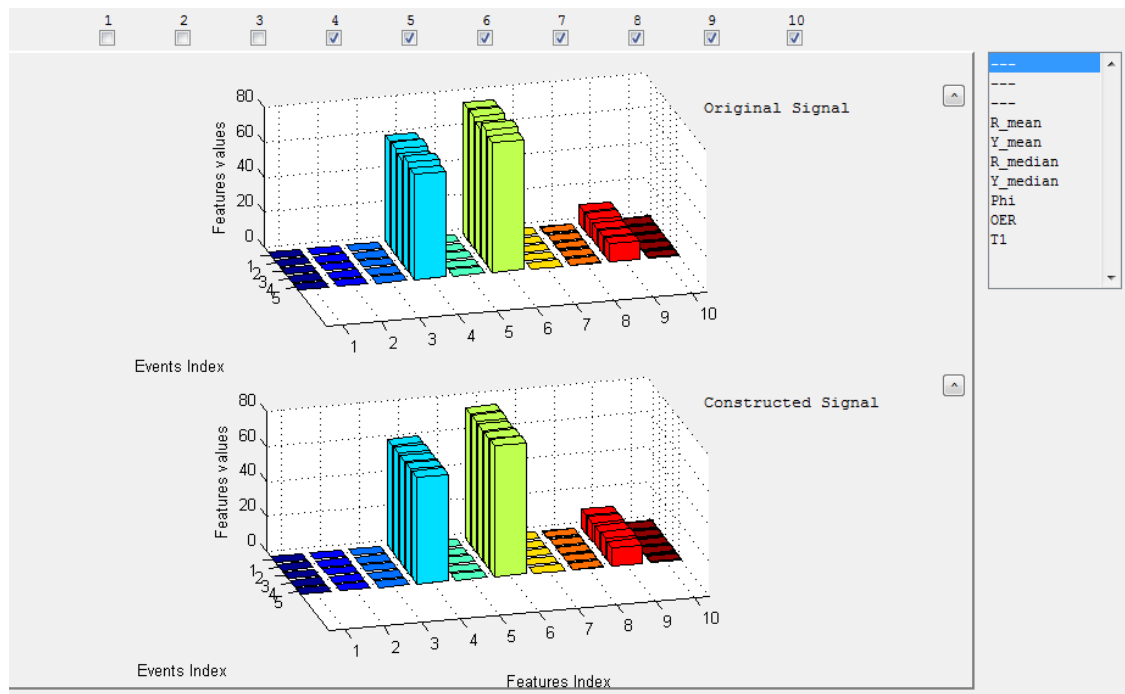 1 2 3 4 5 6 7 8 9 10
---
---
---
R_mean
Y_mean
R_median
Y_median
Phi
OER
T1
Original Signal
^
Features values
80
60
40
20
0
1
2
3
4
5
1 2 3 4 5 6 7 8 9 10
Events Index
Constructed Signal
^
Features values
80
60
40
20
0
1
2
3
4
5
1 2 3 4 5 6 7 8 9 10
Events Index
Features Index